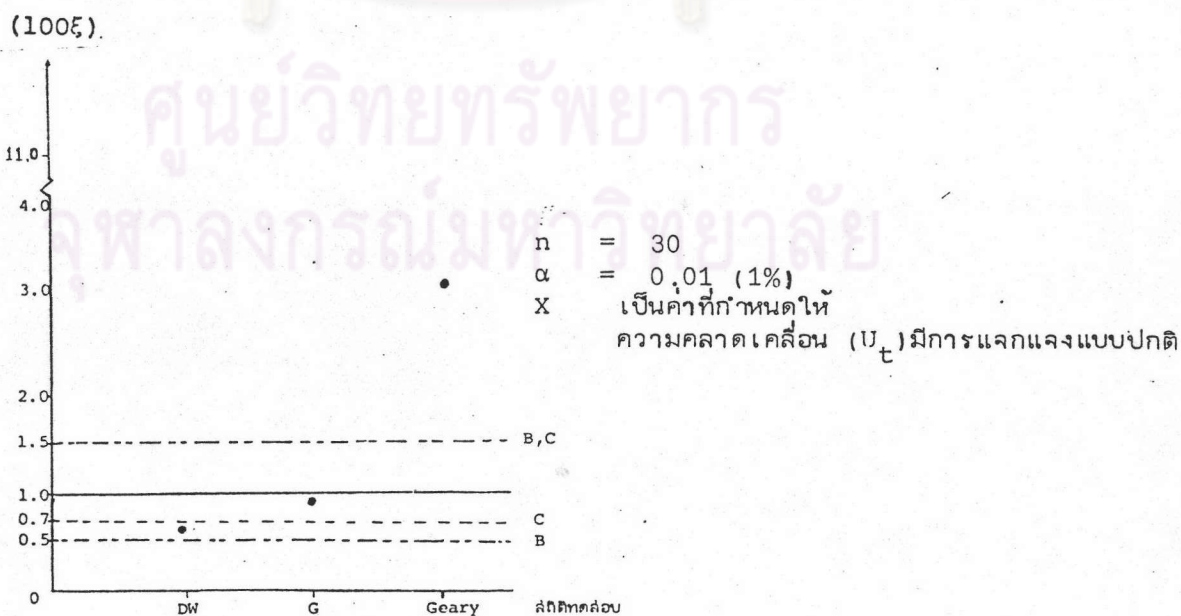 (100ξ)
ศูนย์วิทยทรัพยากร
จุฬาลงกรณ์มหาวิทยาลัย
11.0
4.0
3.0
2.0
1.5
1.0
0.7
0.5
0
n = 30
α = 0.01 (1%)
X เป็นค่าที่กำหนดให้
ความคลาดเคลื่อน (U_t) มีการแจกแจงแบบปกติ
B,C
C
B
DW G Geary สถิติทดสอบ